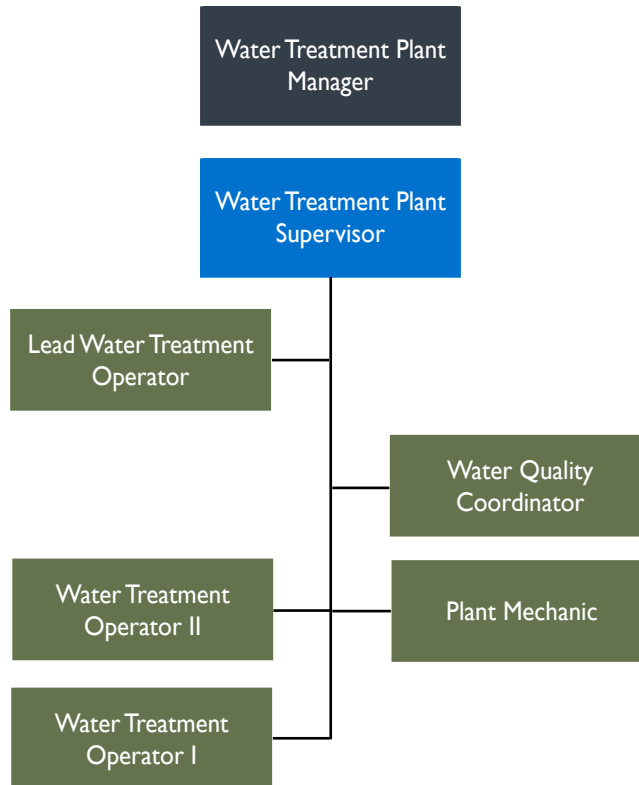 Water Treatment Plant
Manager
Water Treatment Plant
Supervisor
Lead Water Treatment
Operator
Water Quality
Coordinator
Water Treatment
Operator II
Plant Mechanic
Water Treatment
Operator I